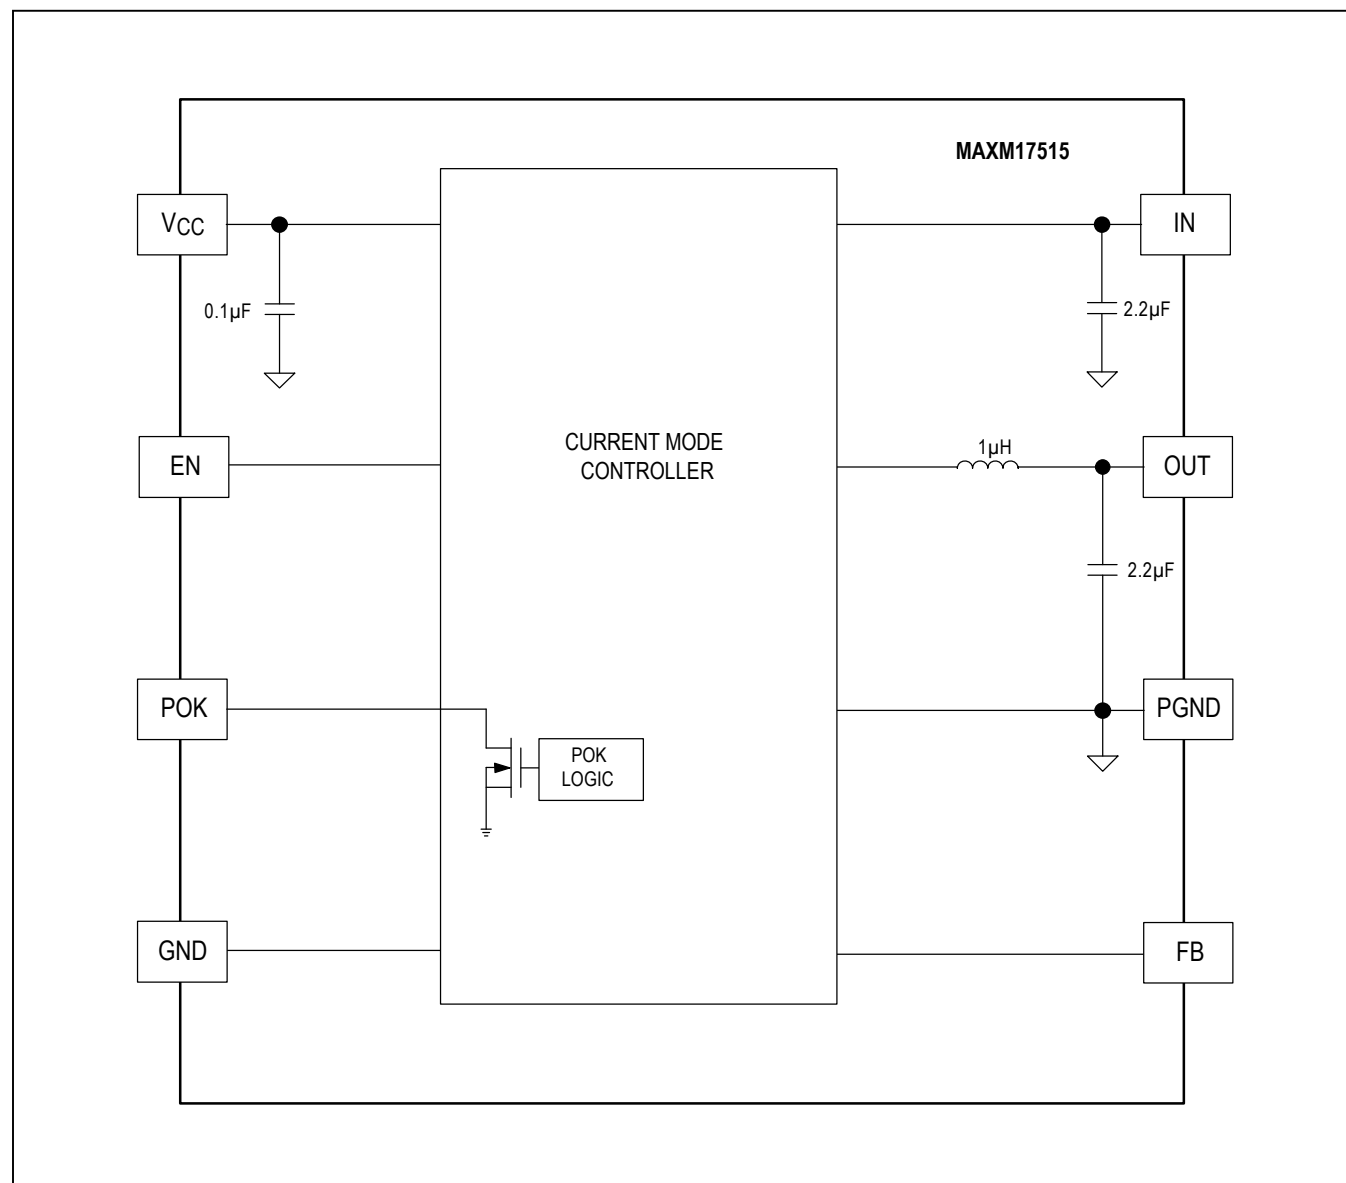 MAXM17515
VCC
IN
0.1µF
2.2µF
CURRENT MODE
CONTROLLER
EN
1µH
OUT
2.2µF
POK
PGND
POK
LOGIC
GND
FB